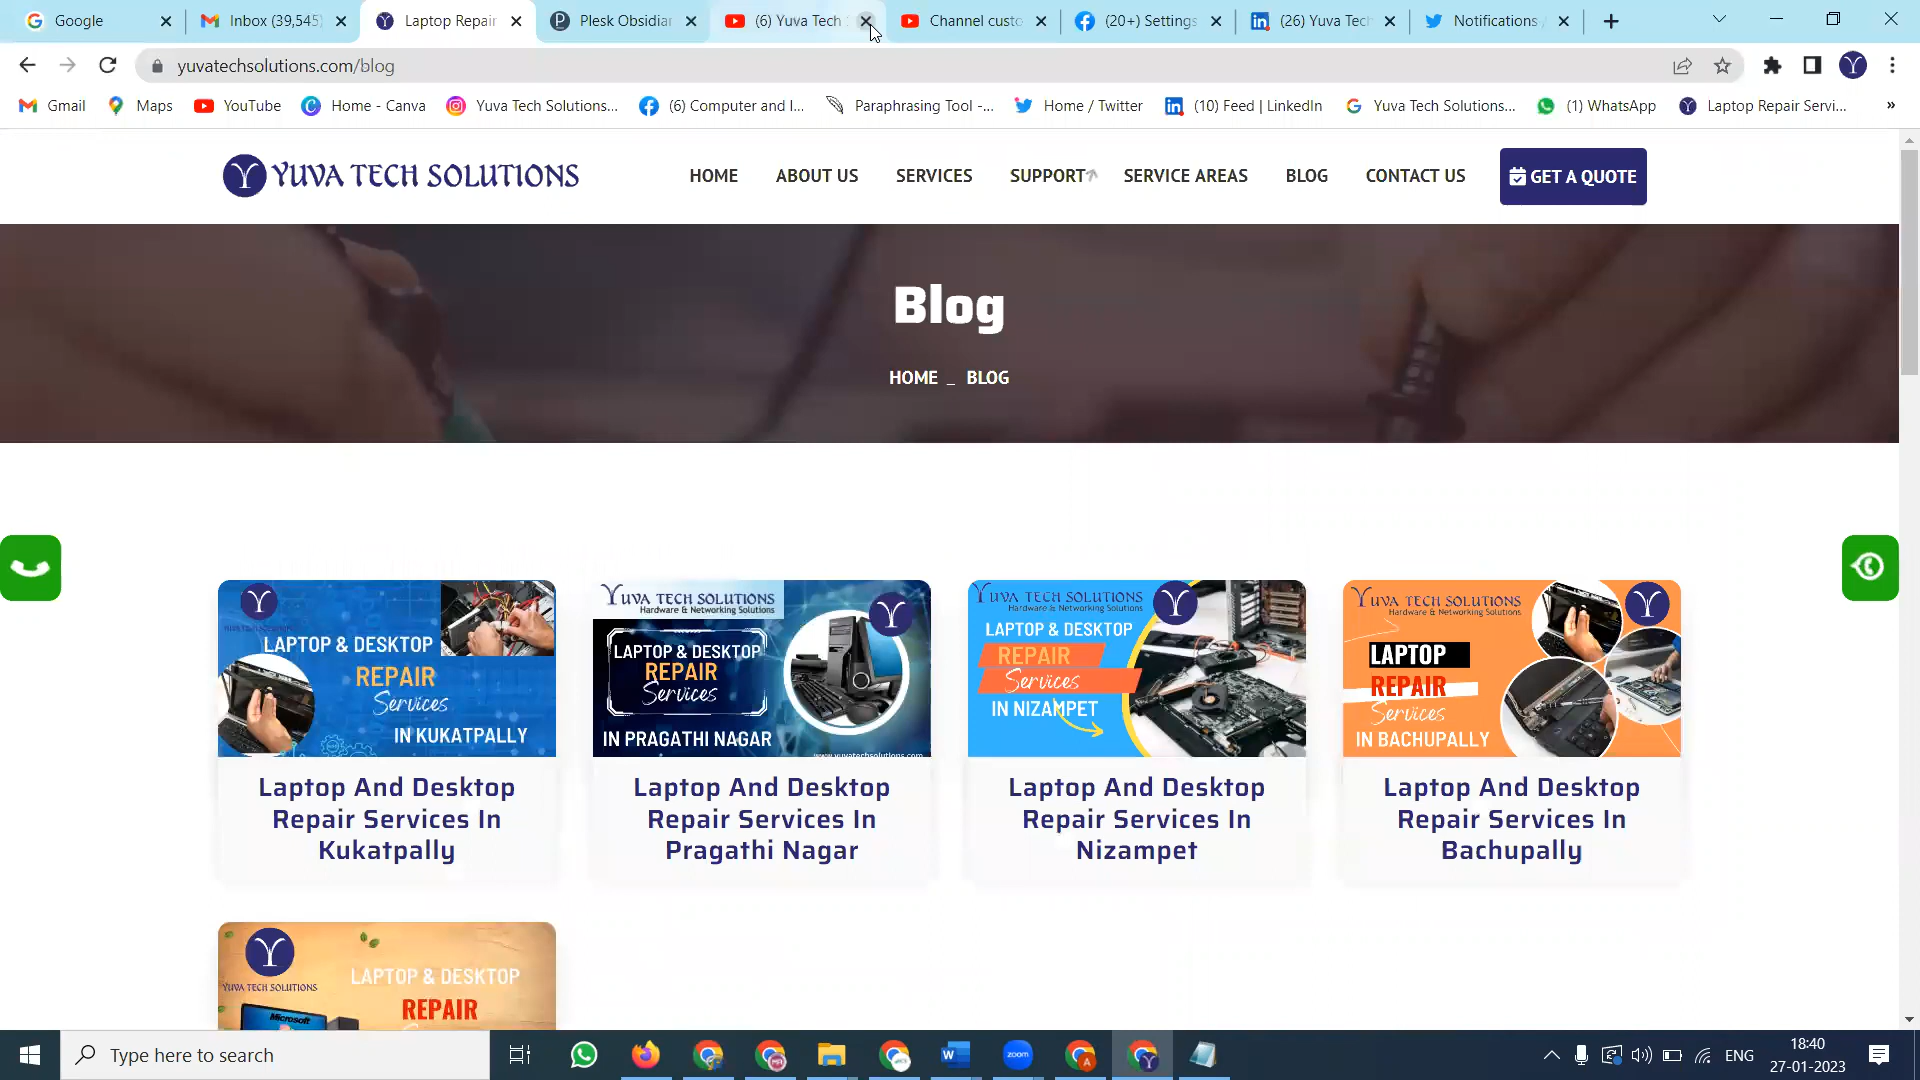 Google
Inbox (39,545)
Laptop Repair
Plesk Obsidian
(6) Yuva Tech
Channel custo
(20+) Settings
(26) Yuva Tech
Notifications /
yuvatechsolutions.com/blog
Gmail
Maps
YouTube
Home - Canva
Yuva Tech Solutions...
(6) Computer and I...
Paraphrasing Tool -...
Home / Twitter
(10) Feed | LinkedIn
Yuva Tech Solutions...
(1) WhatsApp
Laptop Repair Servi...
»
YUVA TECH SOLUTIONS
HOME
ABOUT US
SERVICES
SUPPORT
SERVICE AREAS
BLOG
CONTACT US
GET A QUOTE
Blog
HOME _ BLOG
LAPTOP & DESKTOP
REPAIR
Services
IN KUKATPALLY
YUVA TECH SOLUTIONS
Hardware & Networking Solutions
LAPTOP & DESKTOP
REPAIR
Services
IN PRAGATHI NAGAR
www.yuvatechsolutions.com
YUVA TECH SOLUTIONS
Hardware & Networking Solutions
LAPTOP & DESKTOP
REPAIR
Services
IN NIZAMPET
YUVA TECH SOLUTIONS
Hardware & Networking Solutions
LAPTOP
REPAIR
Services
IN BACHUPALLY
Laptop And Desktop
Repair Services In
Kukatpally
Laptop And Desktop
Repair Services In
Pragathi Nagar
Laptop And Desktop
Repair Services In
Nizampet
Laptop And Desktop
Repair Services In
Bachupally
YUVA TECH SOLUTIONS
LAPTOP & DESKTOP
REPAIR
Microsoft
Type here to search
zoom
ENG
18:40
27-01-2023